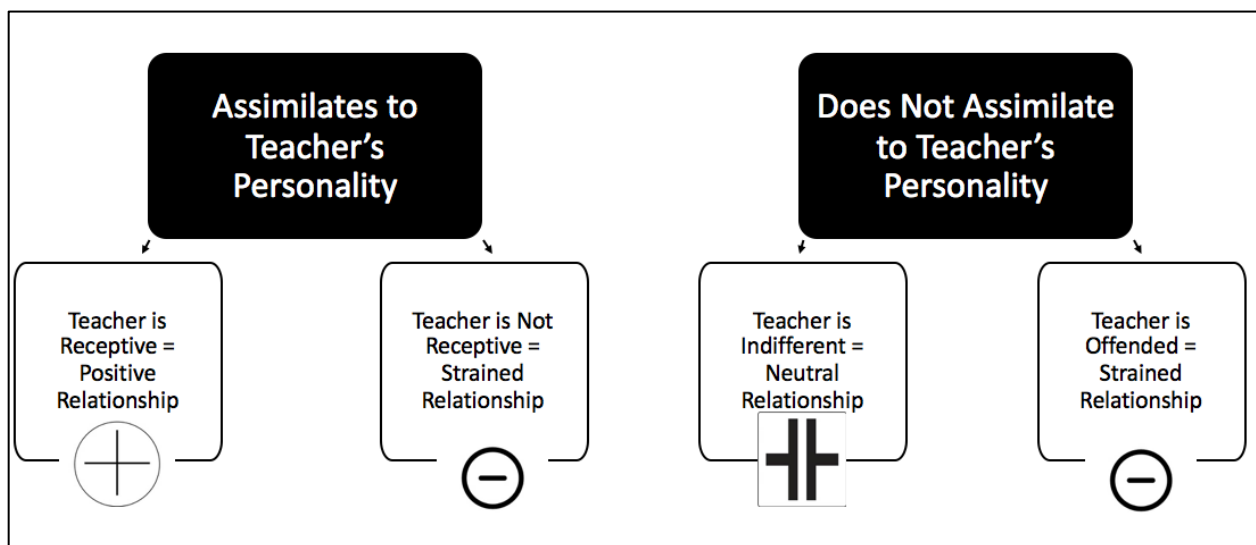 Assimilates to
Teacher's
Personality
Does Not Assimilate
to Teacher's
Personality
Teacher is
Receptive =
Positive
Relationship
Teacher is Not
Receptive =
Strained
Relationship
Teacher is
Indifferent =
Neutral
Relationship
Teacher is
Offended =
Strained
Relationship